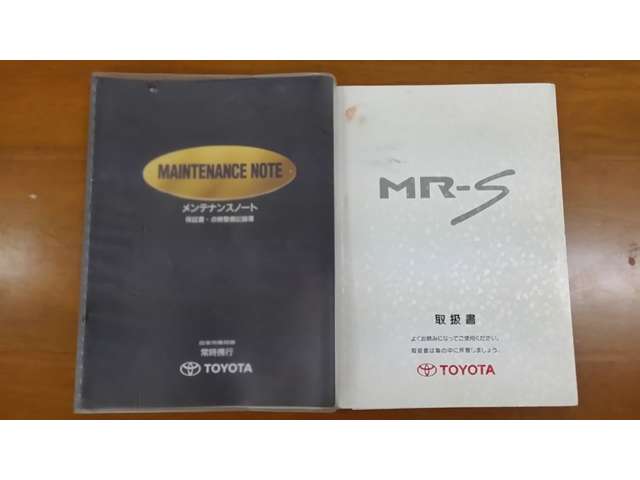 MAINTENANCE NOTE
メンテナンスノート
保証書・点検整備記録簿
常時携行
TOYOTA
MR-S
取扱書
よくお読みになってご使用ください。
取扱書は車の中に所蔵しましょう。
TOYOTA